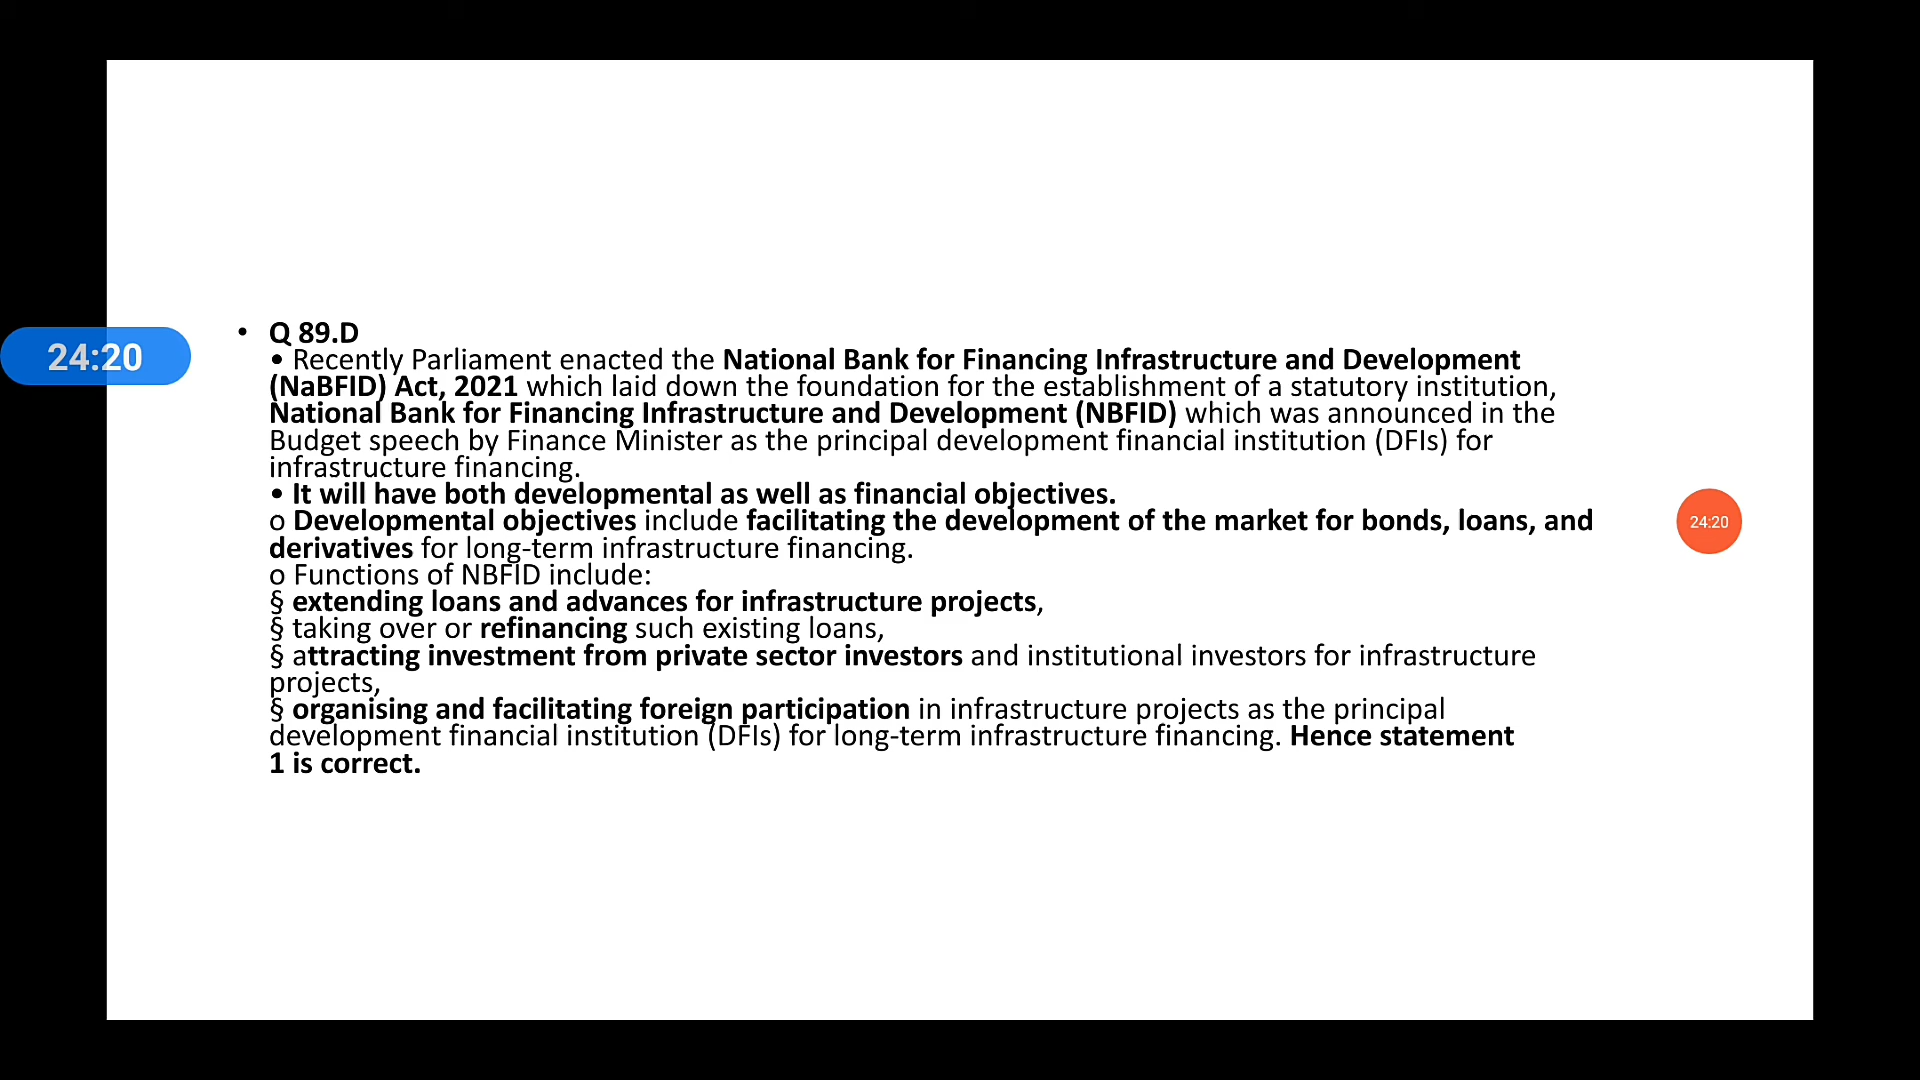 • Q 89.D
• Recently Parliament enacted the National Bank for Financing Infrastructure and Development
(NaBFID) Act, 2021 which laid down the foundation for the establishment of a statutory institution,
National Bank for Financing Infrastructure and Development (NBFID) which was announced in the
Budget speech by Finance Minister as the principal development financial institution (DFIs) for
infrastructure financing.
• It will have both developmental as well as financial objectives.
o Developmental objectives include facilitating the development of the market for bonds, loans, and
derivatives for long-term infrastructure financing.
o Functions of NBFID include:
§ extending loans and advances for infrastructure projects,
§ taking over or refinancing such existing loans,
§ attracting investment from private sector investors and institutional investors for infrastructure
projects,
§ organising and facilitating foreign participation in infrastructure projects as the principal
development financial institution (DFIs) for long-term infrastructure financing. Hence statement
1 is correct.
24:20
24:20